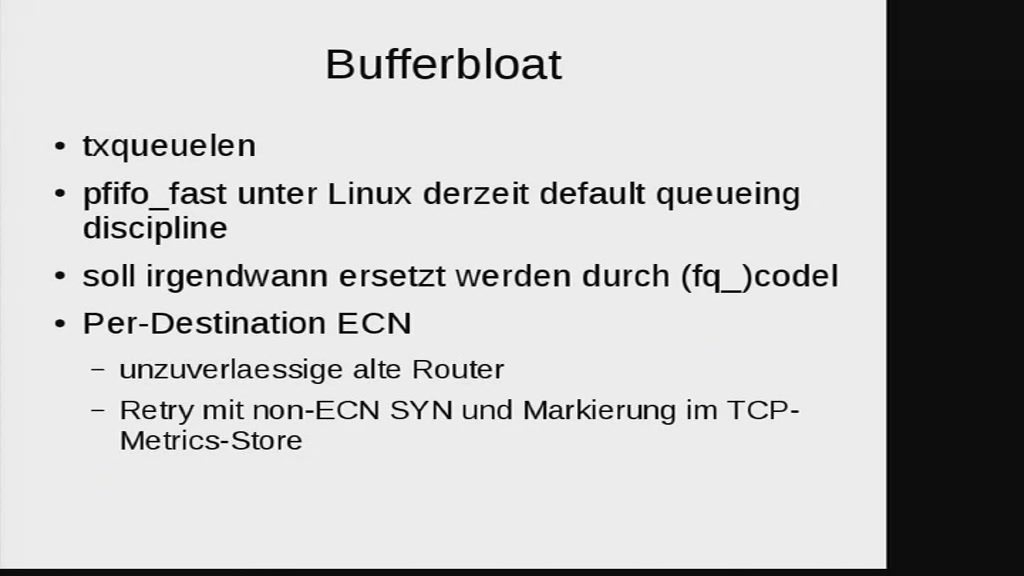 Bufferbloat
• txqueuelen
• pfifo_fast unter Linux derzeit default queueing
discipline
• soll irgendwann ersetzt werden durch (fq_)codel
• Per-Destination ECN
– unzuverlaessige alte Router
– Retry mit non-ECN SYN und Markierung im TCP-
Metrics-Store